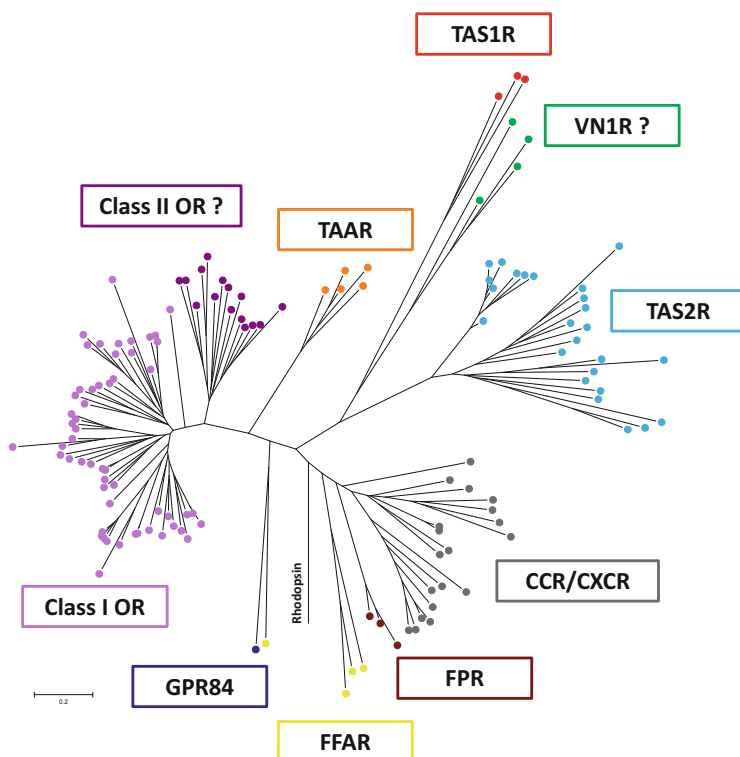 TAS1R
VN1R ?
Class II OR ?
TAAR
TAS2R
Rhodopsin
CCR/CXCR
Class I OR
GPR84
FPR
0.2
FFAR